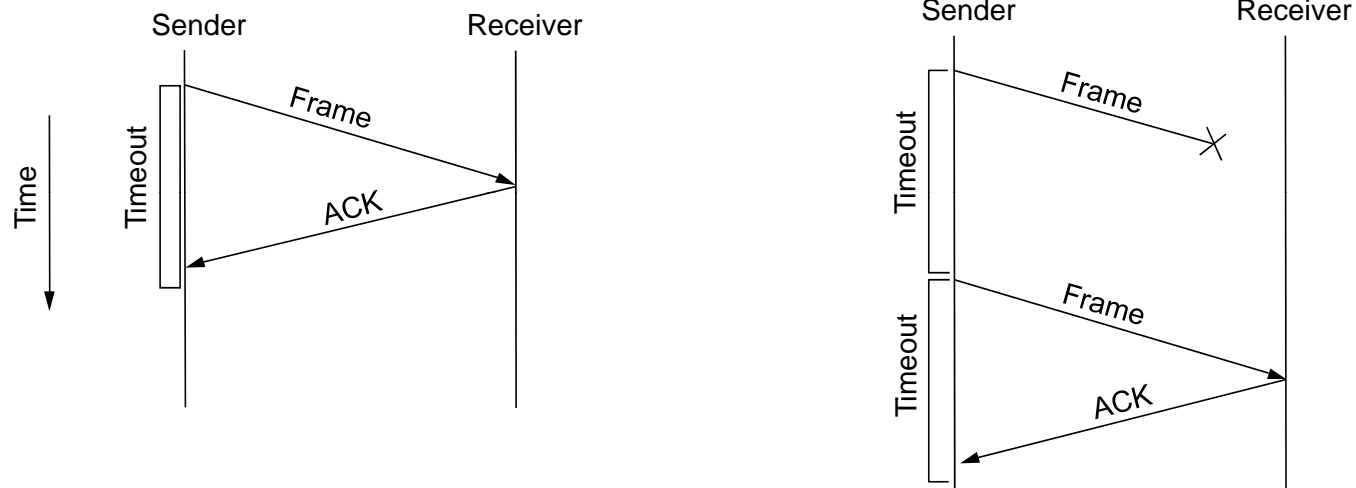 Sender Receiver
Frame
Timeout
Time
ACK
Sender Receiver
Frame
Timeout
Frame
Timeout
ACK